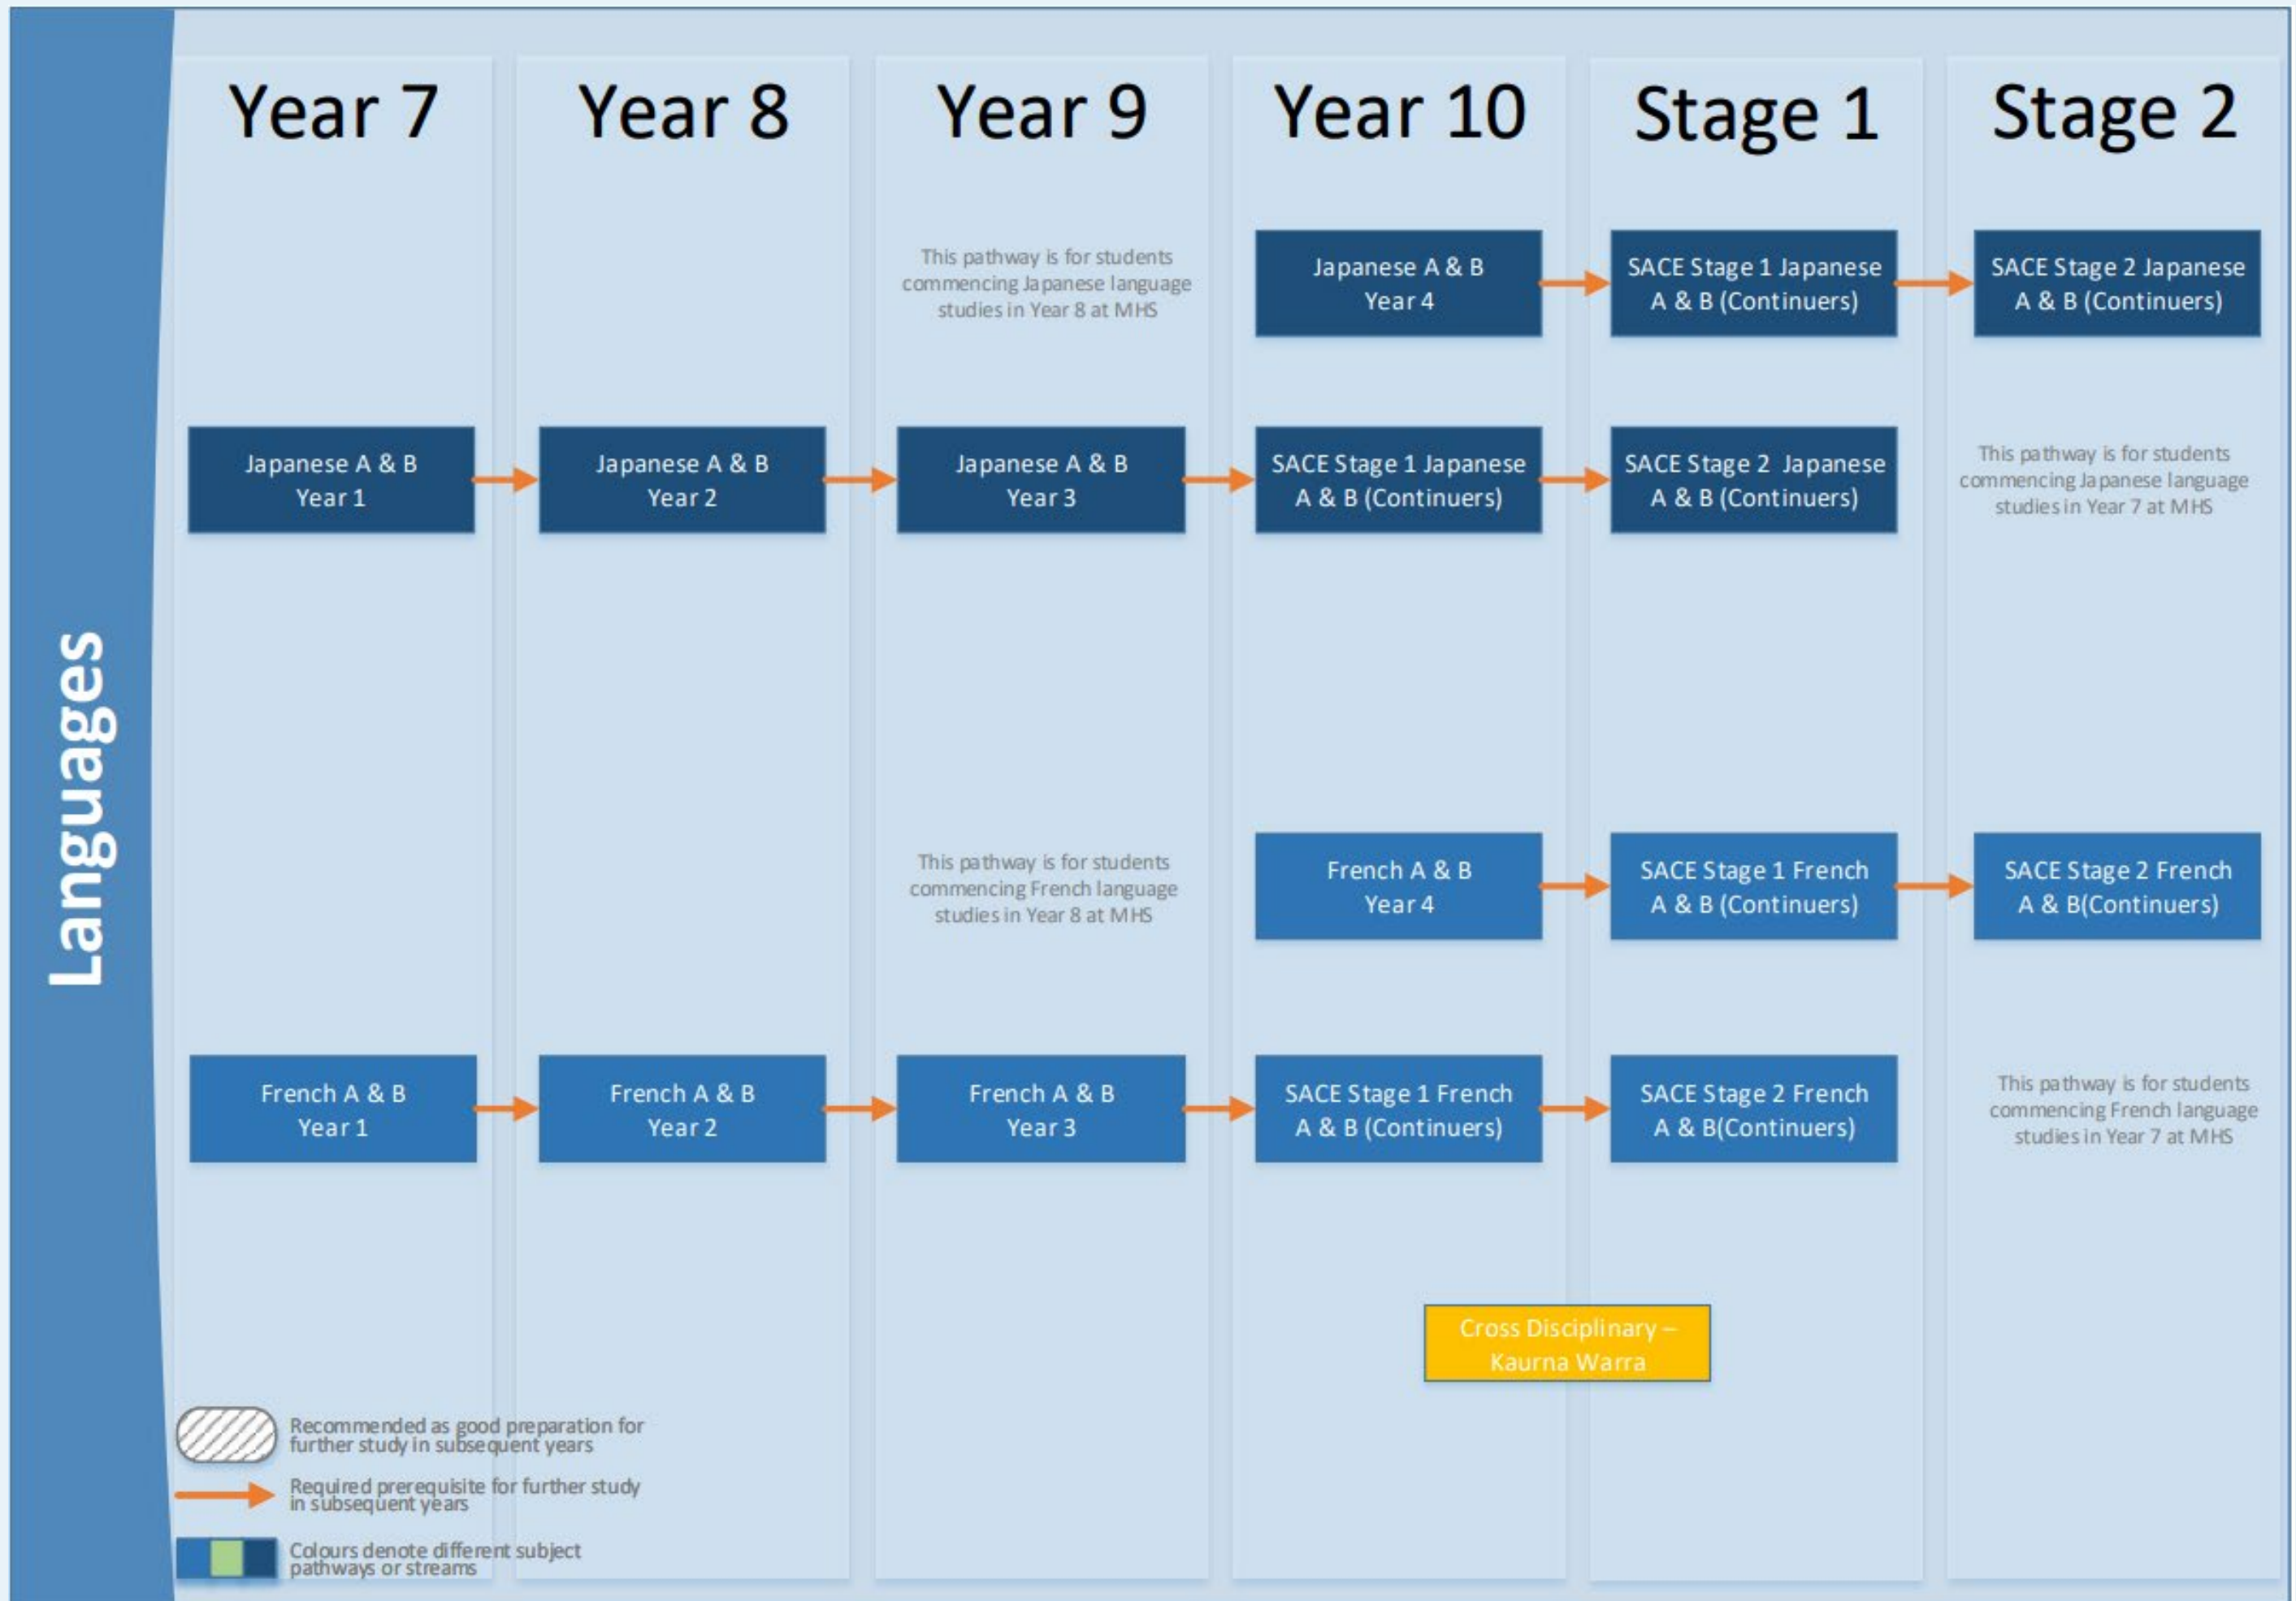 Languages
Year 7
Year 8
Year 9
Year 10
Stage 1
Stage 2
This pathway is for students
commencing Japanese language
studies in Year 8 at MHS
Japanese A & B
Year 4
SACE Stage 1 Japanese
A & B (Continuers)
SACE Stage 2 Japanese
A & B (Continuers)
Japanese A & B
Year 1
Japanese A & B
Year 2
Japanese A & B
Year 3
SACE Stage 1 Japanese
A & B (Continuers)
SACE Stage 2 Japanese
A & B (Continuers)
This pathway is for students
commencing Japanese language
studies in Year 7 at MHS
This pathway is for students
commencing French language
studies in Year 8 at MHS
French A & B
Year 4
SACE Stage 1 French
A & B (Continuers)
SACE Stage 2 French
A & B(Continuers)
French A & B
Year 1
French A & B
Year 2
French A & B
Year 3
SACE Stage 1 French
A & B (Continuers)
SACE Stage 2 French
A & B(Continuers)
This pathway is for students
commencing French language
studies in Year 7 at MHS
Cross Disciplinary –
Kaurna Warra
Recommended as good preparation for
further study in subsequent years
Required prerequisite for further study
in subsequent years
Colours denote different subject
pathways or streams